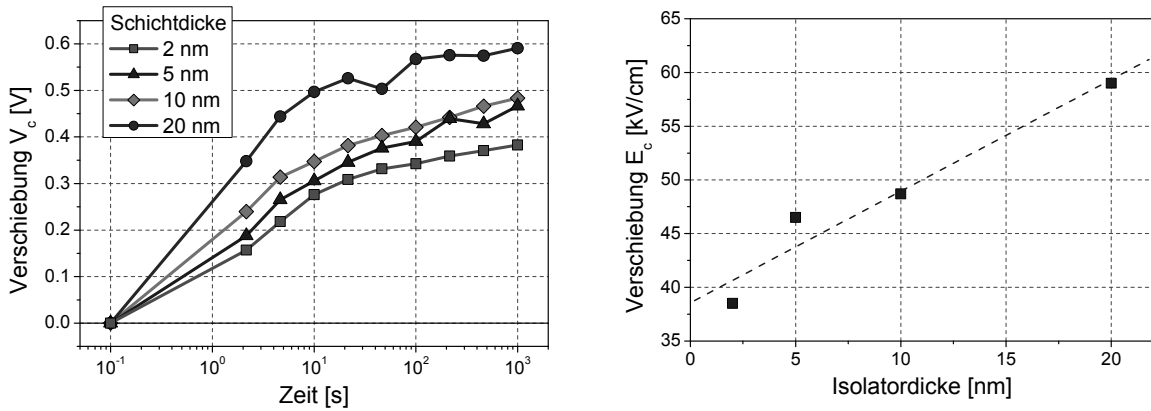 Schichtdicke
2 nm
5 nm
10 nm
20 nm
Verschiebung V_c [V]
0.6
0.5
0.4
0.3
0.2
0.1
0.0
10^-1 10^0 10^1 10^2 10^3
Zeit [s]
Verschiebung E_c [kV/cm]
65
60
55
50
45
40
35
0 5 10 15 20
Isolatordicke [nm]